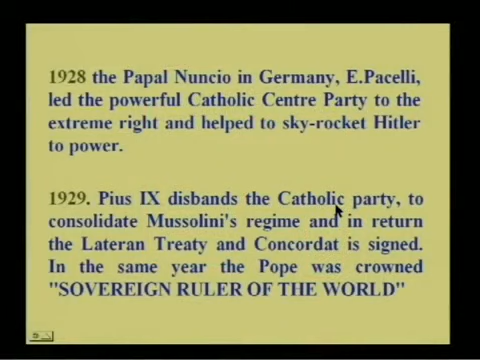 1928 the Papal Nuncio in Germany, E.Pacelli,
led the powerful Catholic Centre Party to the
extreme right and helped to sky-rocket Hitler
to power.
1929. Pius IX disbands the Catholic party, to
consolidate Mussolini's regime and in return
the Lateran Treaty and Concordat is signed.
In the same year the Pope was crowned
"SOVEREIGN RULER OF THE WORLD"